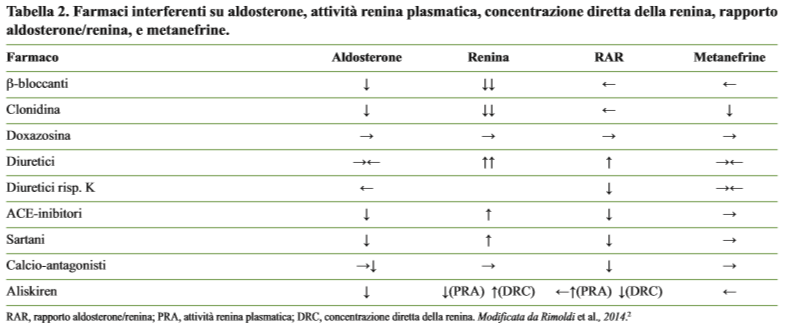 Tabella 2. Farmaci interferenti su aldosterone, attività renina plasmatica, concentrazione diretta della renina, rapporto
aldosterone/renina, e metanefrine.
Farmaco Aldosterone Renina RAR Metanefrine
β-bloccanti ↓ ↓↓ ← ←
Clonidina ↓ ↓↓ ← ↓
Doxazosina → → → →
Diuretici →← ↑↑ ↑ →←
Diuretici risp. K ← ↓ →←
ACE-inibitori ↓ ↑ ↓ →
Sartani ↓ ↑ ↓ →
Calcio-antagonisti →↓ → ↓ →
Aliskiren ↓ ↓(PRA) ↑(DRC) ←↑(PRA) ↓(DRC) ←
RAR, rapporto aldosterone/renina; PRA, attività renina plasmatica; DRC, concentrazione diretta della renina. Modificata da Rimoldi et al., 2014.²